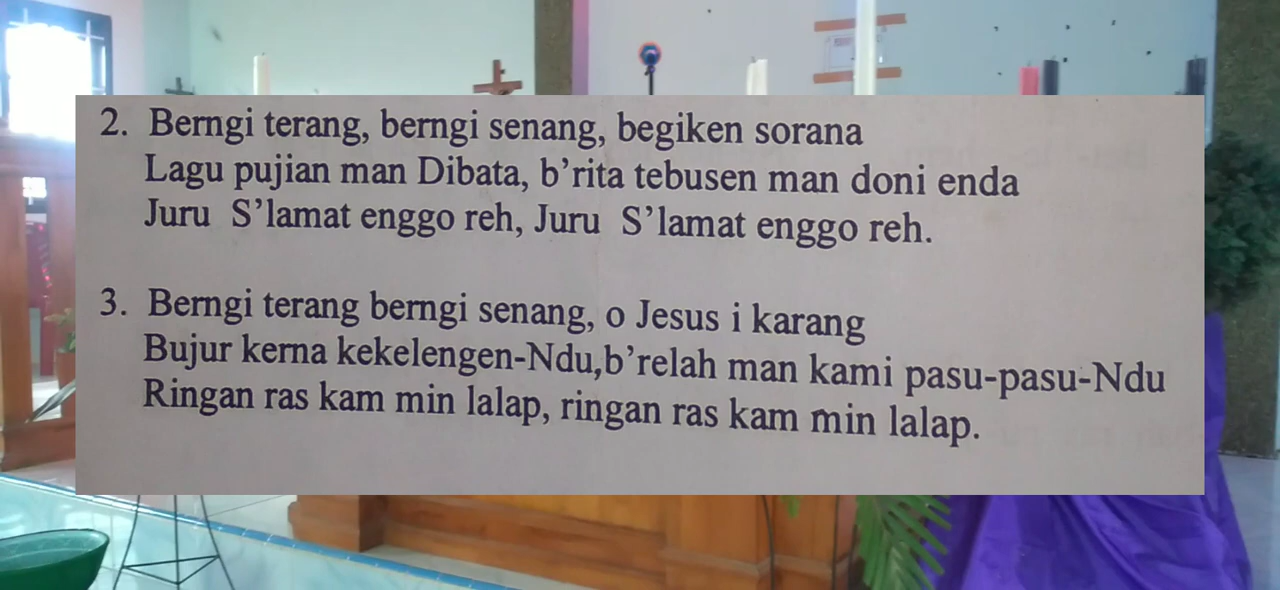 2. Berngi terang, berngi senang, begiken sorana
Lagu pujian man Dibata, b'rita tebusen man doni enda
Juru S'lamat enggo reh, Juru S'lamat enggo reh.
3. Berngi terang berngi senang, o Jesus i karang
Bujur kerna kekelengen-Ndu,b'relah man kami pasu-pasu-Ndu
Ringan ras kam min lalap, ringan ras kam min lalap.